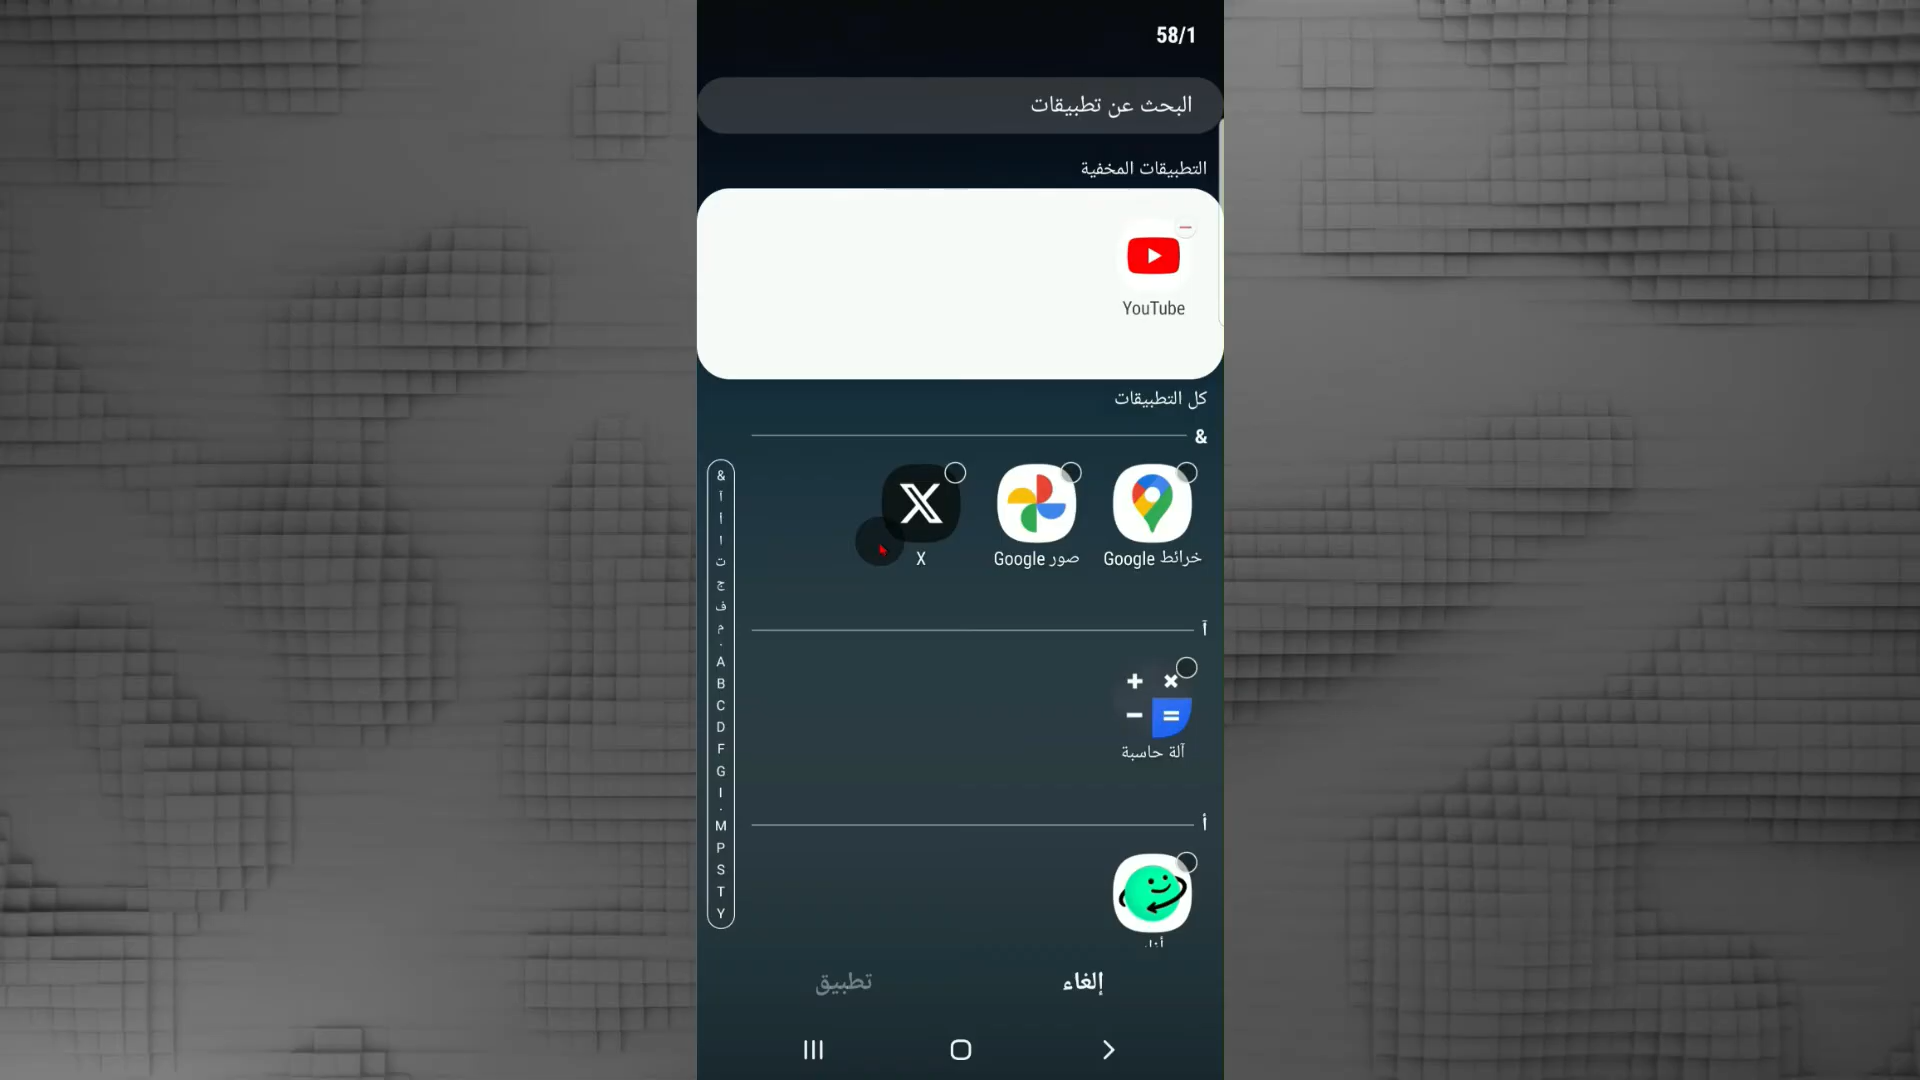 58/1
البحث عن تطبيقات
التطبيقات المخفية
YouTube
كل التطبيقات
&
خرائط Google
صور Google
X
آ
آلة حاسبة
أ
إلغاء
تطبيق
&
آ
أ
ا
ت
ج
ف
م
.
A
B
C
D
F
G
I
.
M
P
S
T
Y